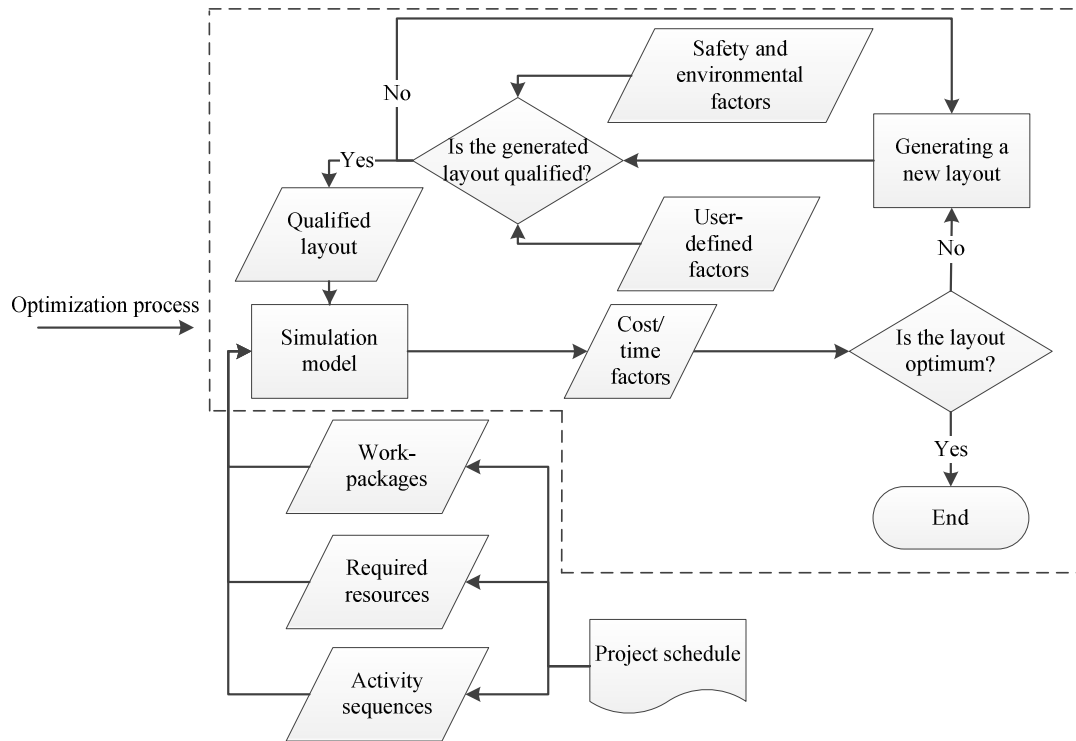 Safety and
environmental
factors
No
Is the generated
layout qualified?
Generating a
new layout
Yes
Qualified
layout
User-
defined
factors
No
Optimization process
Simulation
model
Cost/
time
factors
Is the layout
optimum?
Work-
packages
Yes
End
Required
resources
Project schedule
Activity
sequences